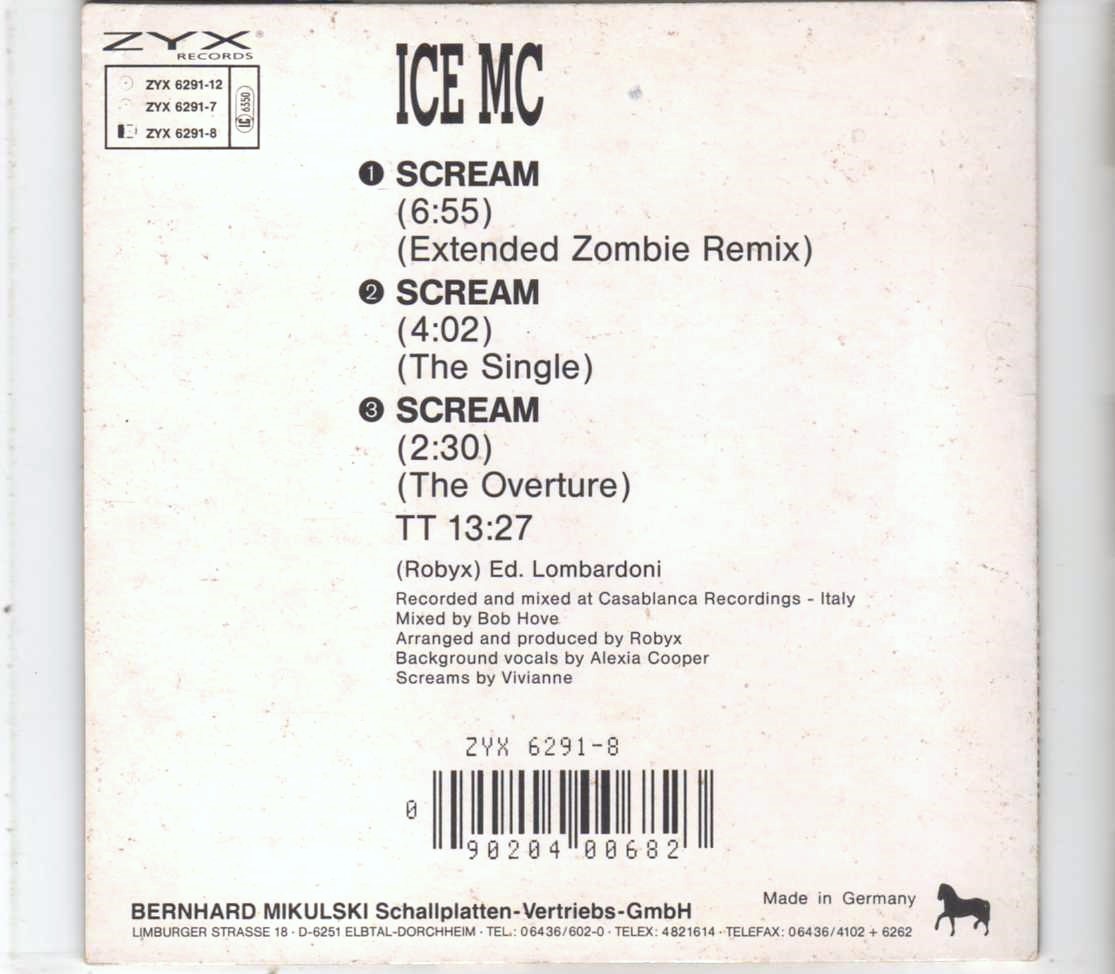 ZYX®
RECORDS
ZYX 6291-12
ZYX 6291-7
ZYX 6291-8
LC 6350
ICE MC
1 SCREAM
(6:55)
(Extended Zombie Remix)
2 SCREAM
(4:02)
(The Single)
3 SCREAM
(2:30)
(The Overture)
TT 13:27
(Robyx) Ed. Lombardoni
Recorded and mixed at Casablanca Recordings - Italy
Mixed by Bob Hove
Arranged and produced by Robyx
Background vocals by Alexia Cooper
Screams by Vivianne
ZYX 6291-8
0 90204 00682
Made in Germany
BERNHARD MIKULSKI Schallplatten-Vertriebs-GmbH
LIMBURGER STRASSE 18 · D-6251 ELBTAL-DORCHHEIM · TEL.: 06436/602-0 · TELEX: 4821614 · TELEFAX: 06436/4102 + 6262